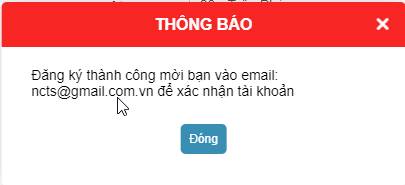 THÔNG BÁO
Đăng ký thành công mời bạn vào email:
ncts@gmail.com.vn để xác nhận tài khoản
Đóng